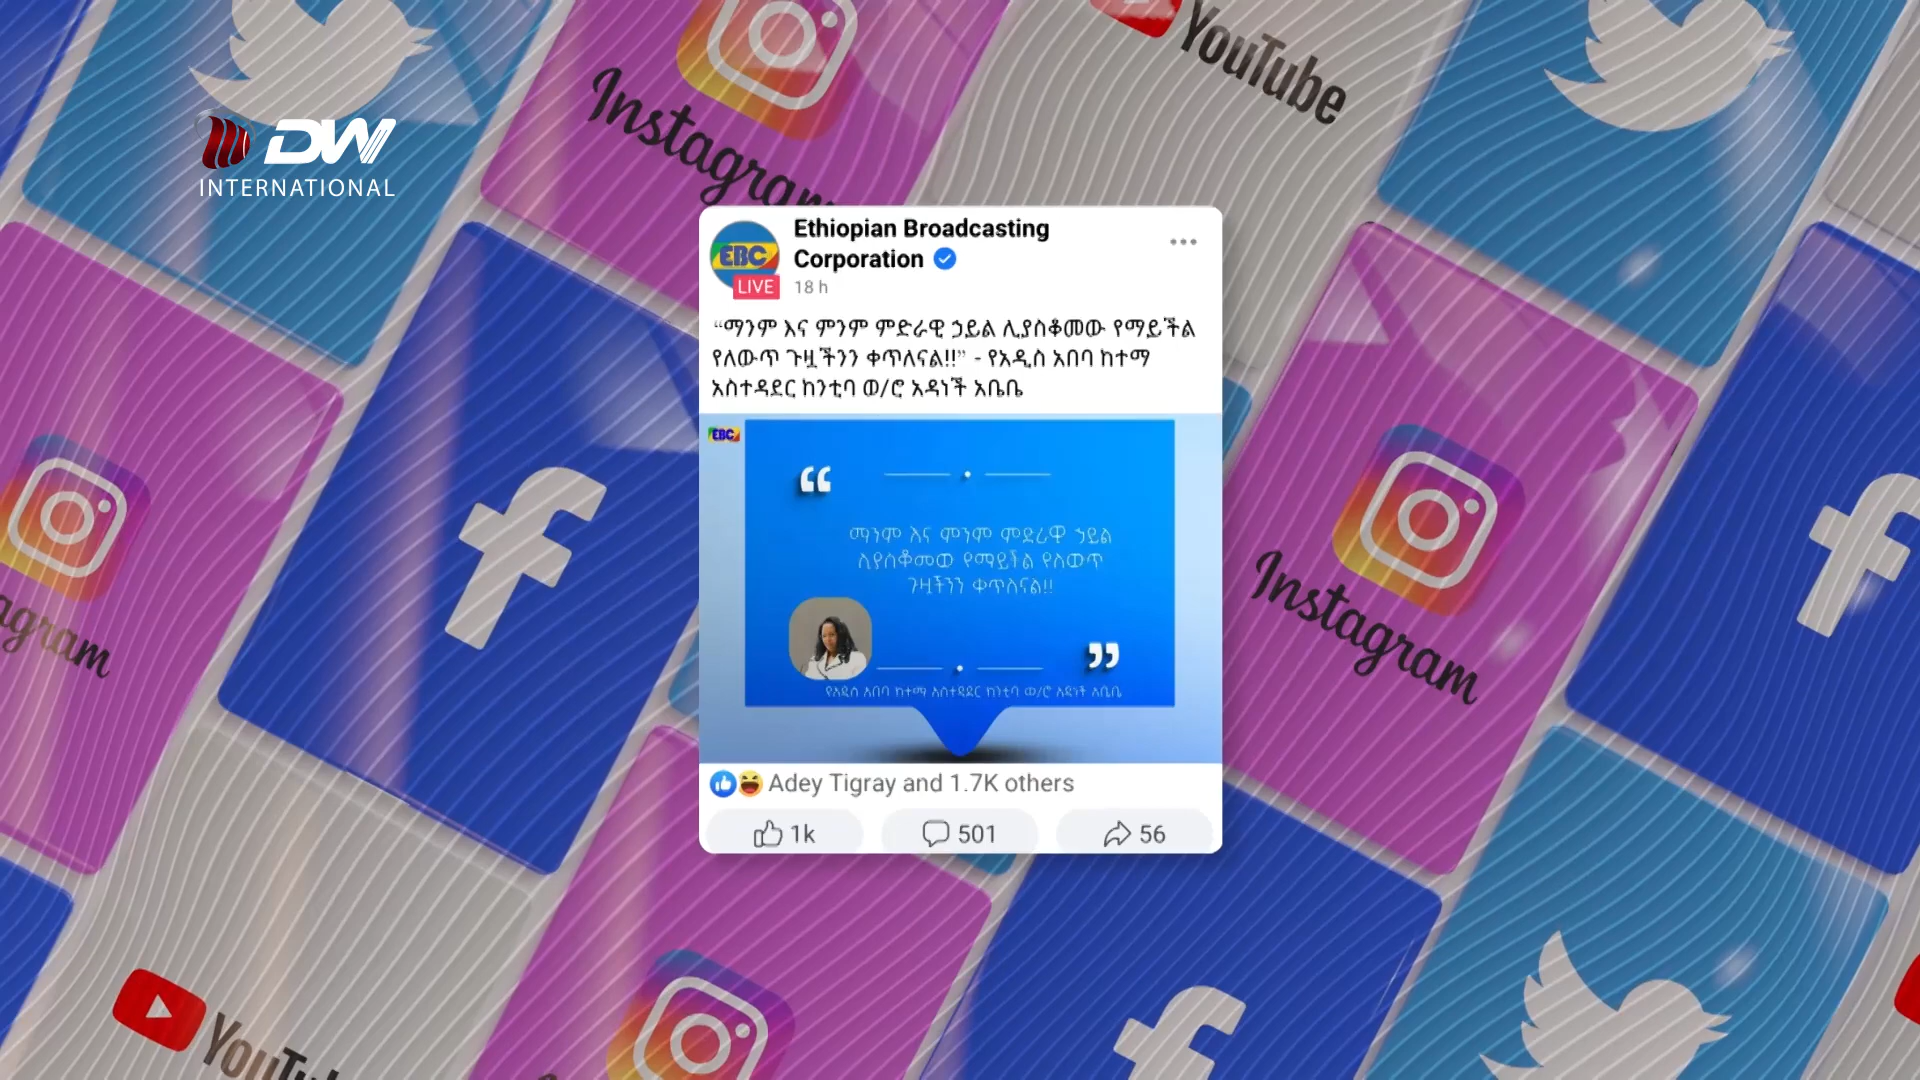 YouTube
Instagram
DW
INTERNATIONAL
Ethiopian Broadcasting
Corporation
EBC
LIVE
18 h
“ማንም እና ምንም ምድራዊ ኃይል ሊያስቆመው የማይችል
የለውጥ ጉዟችንን ቀጥለናል!!” - የአዲስ አበባ ከተማ
አስተዳደር ከንቲባ ወ/ሮ አዳነች አቤቤ
EBC
“
ማንም እና ምንም ምድራዊ ኃይል
ሊያስቆመው የማይችል የለውጥ
ጉዟችንን ቀጥለናል!!
”
የአዲስ አበባ ከተማ አስተዳደር ከንቲባ ወ/ሮ አዳነች አቤቤ
Adey Tigray and 1.7K others
1k 501 56
Instagram
agram
YouTu